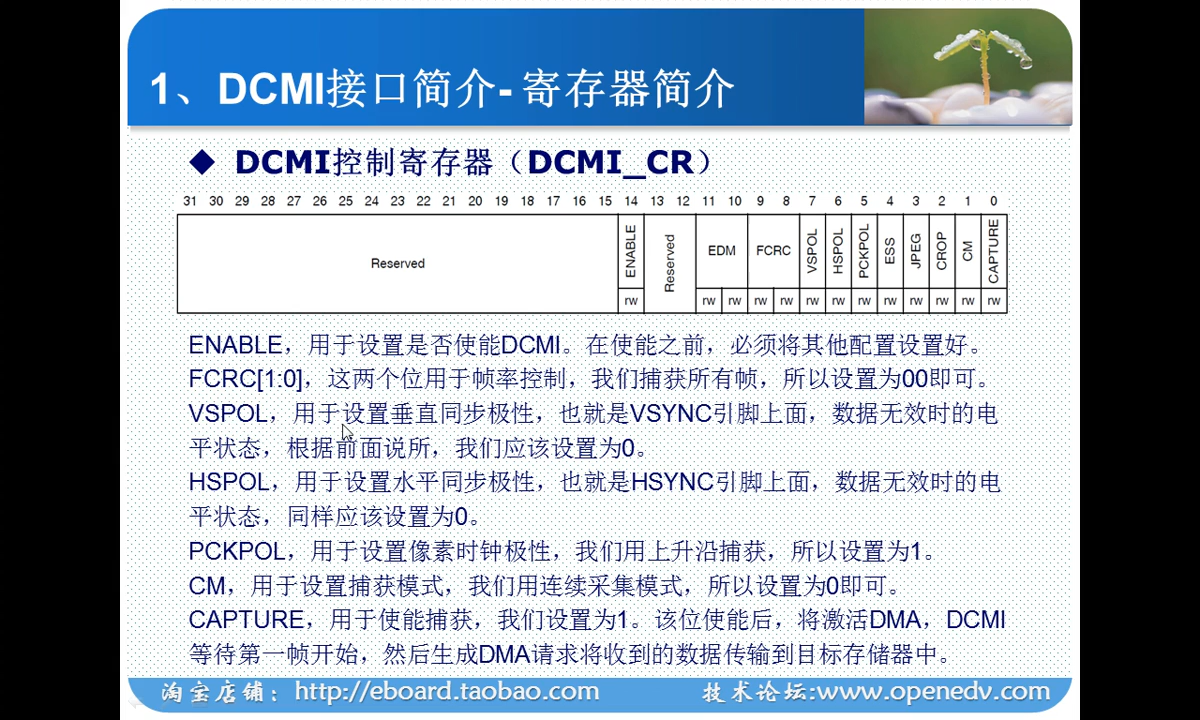 1、DCMI接口简介- 寄存器简介
◆ DCMI控制寄存器（DCMI_CR）
31 30 29 28 27 26 25 24 23 22 21 20 19 18 17 16 15 14 13 12 11 10 9 8 7 6 5 4 3 2 1 0
Reserved ENABLE Reserved EDM FCRC VSPOL HSPOL PCKPOL ESS JPEG CROP CM CAPTURE
rw rw rw rw rw rw rw rw rw rw rw rw rw
ENABLE，用于设置是否使能DCMI。在使能之前，必须将其他配置设置好。
FCRC[1:0]，这两个位用于帧率控制，我们捕获所有帧，所以设置为00即可。
VSPOL，用于设置垂直同步极性，也就是VSYNC引脚上面，数据无效时的电
平状态，根据前面说所，我们应该设置为0。
HSPOL，用于设置水平同步极性，也就是HSYNC引脚上面，数据无效时的电
平状态，同样应该设置为0。
PCKPOL，用于设置像素时钟极性，我们用上升沿捕获，所以设置为1。
CM，用于设置捕获模式，我们用连续采集模式，所以设置为0即可。
CAPTURE，用于使能捕获，我们设置为1。该位使能后，将激活DMA，DCMI
等待第一帧开始，然后生成DMA请求将收到的数据传输到目标存储器中。
淘宝店铺：http://eboard.taobao.com 技术论坛:www.openedv.com